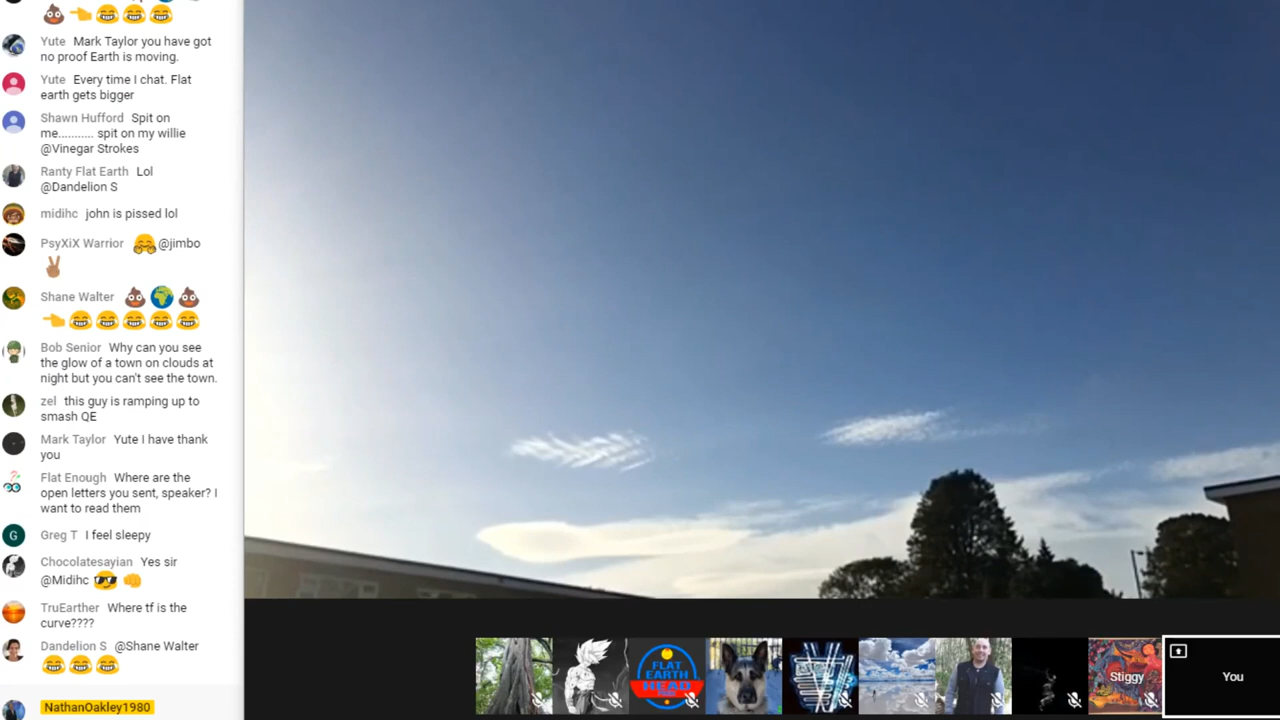 Yute Mark Taylor you have got
no proof Earth is moving.
Yute Every time I chat. Flat
earth gets bigger
Shawn Hufford Spit on
me........... spit on my willie
@Vinegar Strokes
Ranty Flat Earth Lol
@Dandelion S
midihc john is pissed lol
PsyXiX Warrior 🤗@jimbo
✌🏽
Shane Walter 💩🌍💩
👈😂😂😂😂
Bob Senior Why can you see
the glow of a town on clouds at
night but you can't see the town.
zel this guy is ramping up to
smash QE
Mark Taylor Yute I have thank
you
Flat Enough Where are the
open letters you sent, speaker? I
want to read them
Greg T I feel sleepy
G
Chocolatesayian Yes sir
@Midihc 😎👊
TruEarther Where tf is the
curve????
Dandelion S @Shane Walter
😂😂😂
NathanOakley1980
FLAT
EARTH
HEAD
Stiggy
You